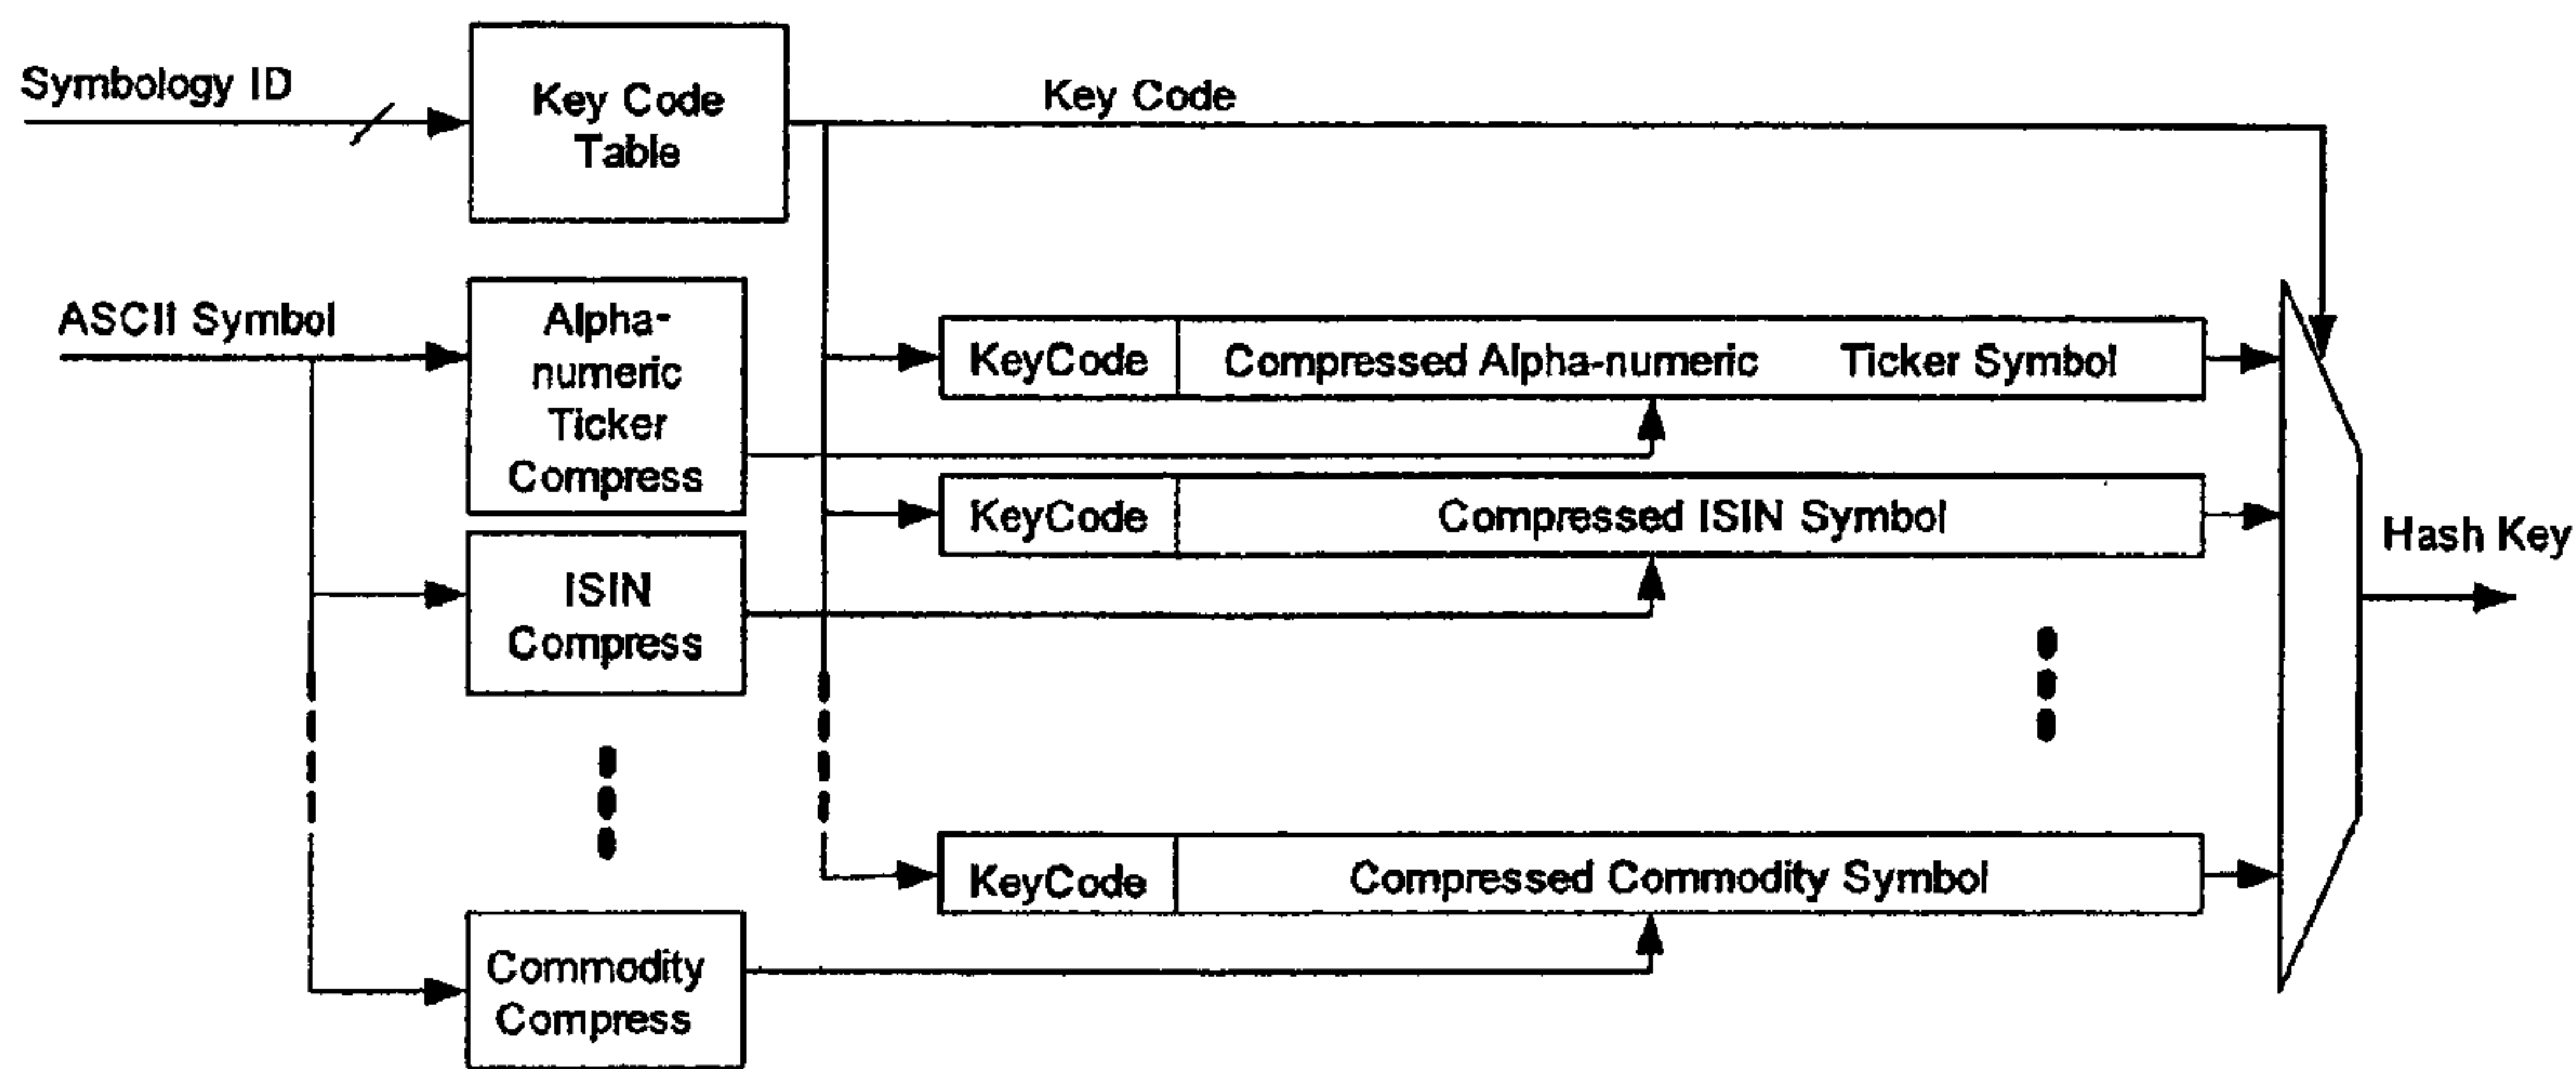 Symbology ID
Key Code
Table
Key Code
ASCII Symbol
Alpha-
numeric
Ticker
Compress
KeyCode
Compressed Alpha-numeric Ticker Symbol
KeyCode
Compressed ISIN Symbol
Hash Key
ISIN
Compress
KeyCode
Compressed Commodity Symbol
Commodity
Compress